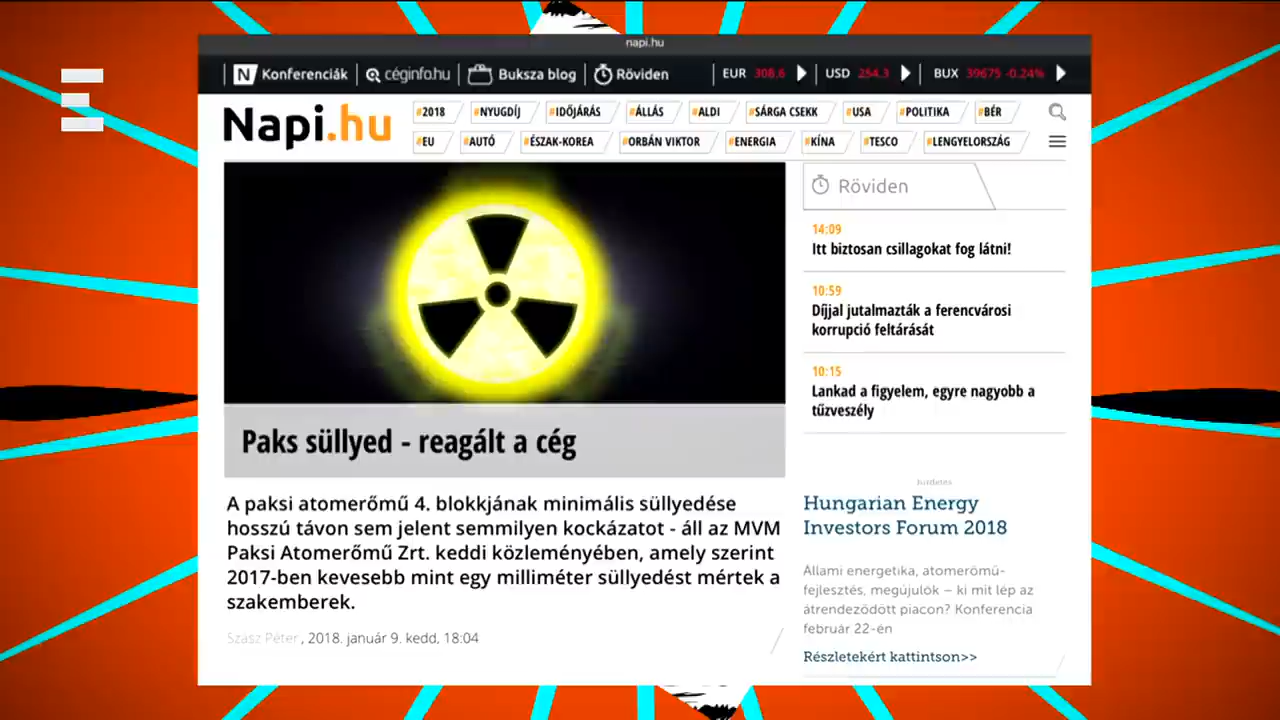 napi.hu
N Konferenciák céginfo.hu Buksza blog Röviden EUR 308.6 USD 254.3 BUX 39675 -0.24%
Napi.hu
#2018 #NYUGDÍJ #IDŐJÁRÁS #ÁLLÁS #ALDI #SÁRGA CSEKK #USA #POLITIKA #BÉR
#EU #AUTÓ #ÉSZAK-KOREA #ORBÁN VIKTOR #ENERGIA #KÍNA #TESCO #LENGYELORSZÁG
Paks süllyed - reagált a cég
A paksi atomerőmű 4. blokkjának minimális süllyedése
hosszú távon sem jelent semmilyen kockázatot - áll az MVM
Paksi Atomerőmű Zrt. keddi közleményében, amely szerint
2017-ben kevesebb mint egy milliméter süllyedést mértek a
szakemberek.
Szász Péter , 2018. január 9. kedd, 18:04
Röviden
14:09
Itt biztosan csillagokat fog látni!
10:59
Díjjal jutalmazták a ferencvárosi
korrupció feltárását
10:15
Lankad a figyelem, egyre nagyobb a
tűzveszély
hirdetés
Hungarian Energy
Investors Forum 2018
Állami energetika, atomerőmű-
fejlesztés, megújulók – ki mit lép az
átrendeződött piacon? Konferencia
február 22-én
Részletekért kattintson>>